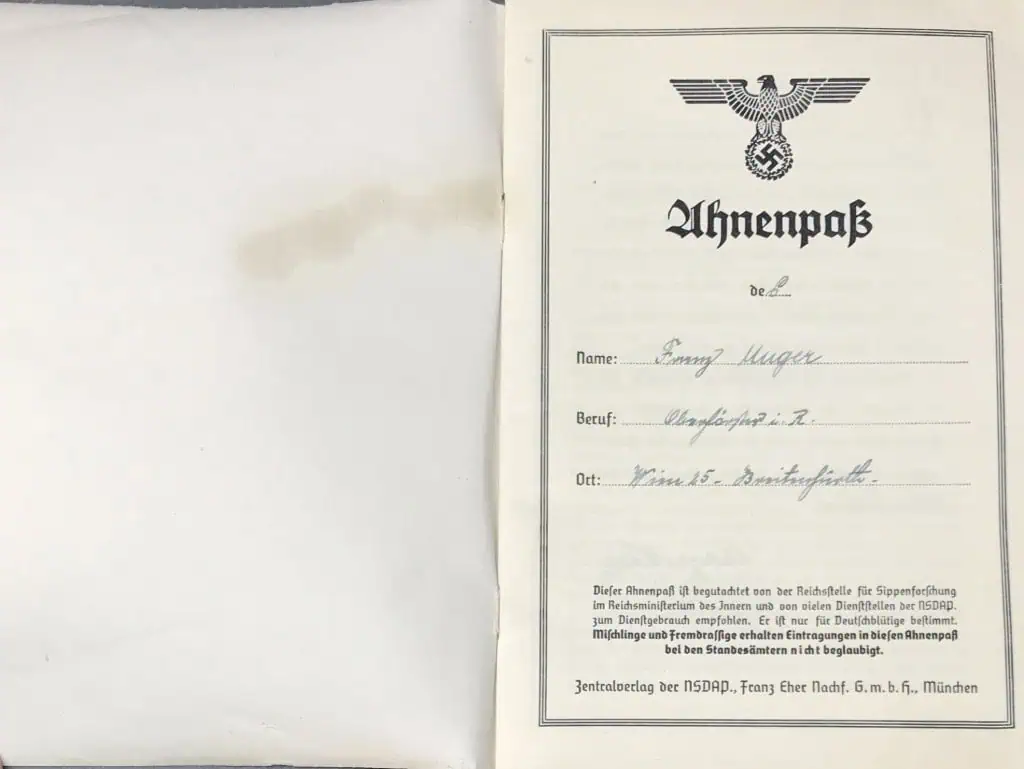 Ahnenpaß
des
Name: Franz Unger
Beruf: Oberförster i. R.
Ort: Wien 25 - Breitenfurth -
Dieser Ahnenpaß ist begutachtet von der Reichsstelle für Sippenforschung
im Reichsministerium des Innern und von vielen Dienststellen der NSDAP.
zum Dienstgebrauch empfohlen. Er ist nur für Deutschblütige bestimmt.
Mischlinge und Fremdrassige erhalten Eintragungen in diesen Ahnenpaß
bei den Standesämtern nicht beglaubigt.
Zentralverlag der NSDAP., Franz Eher Nachf. G. m. b. H., München